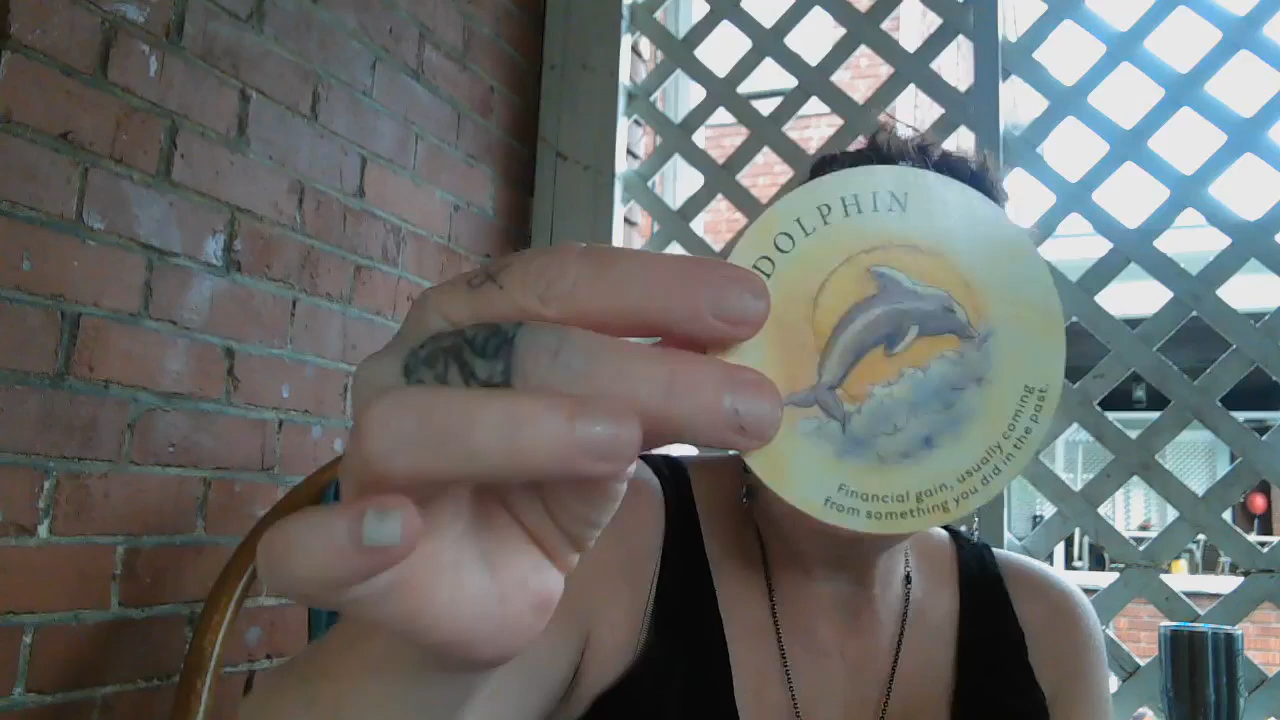 DOLPHIN
Financial gain, usually coming
from something you did in the past.